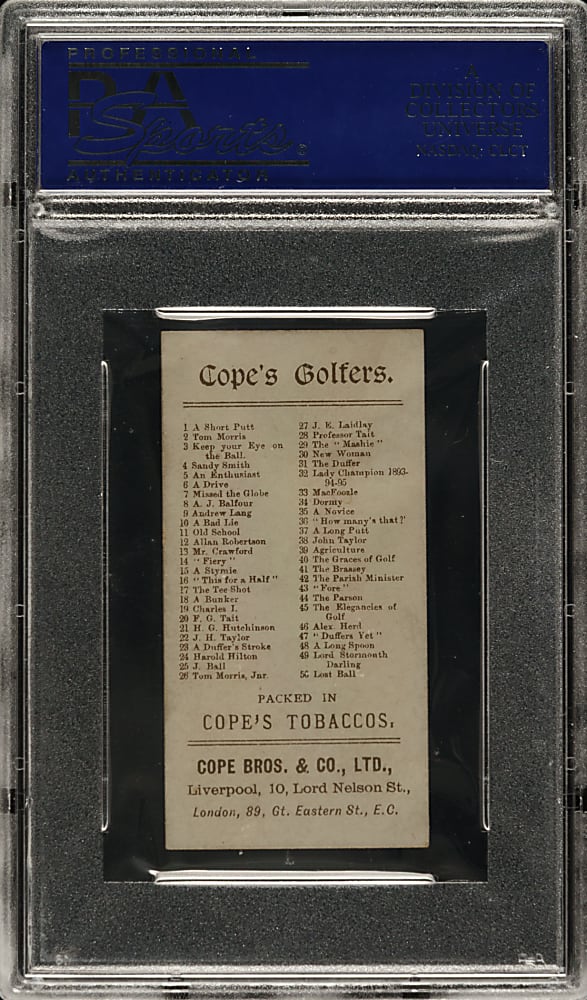 PROFESSIONAL
PSA
Sports
AUTHENTICATOR
A
DIVISION OF
COLLECTORS
UNIVERSE
NASDAQ: CLCT
Cope's Golfers.
1 A Short Putt
2 Tom Morris
3 Keep your Eye on
the Ball.
4 Sandy Smith
5 An Enthusiast
6 A Drive
7 Missed the Globe
8 A. J. Balfour
9 Andrew Lang
10 A Bad Lie
11 Old School
12 Allan Robertson
13 Mr. Crawford
14 "Fiery"
15 A Stymie
16 "This for a Half"
17 The Tee Shot
18 A Bunker
19 Charles I.
20 F. G. Tait
21 H. G. Hutchinson
22 J. H. Taylor
23 A Duffer's Stroke
24 Harold Hilton
25 J. Ball
26 Tom Morris, Jnr.
27 J. E. Laidlay
28 Professor Tait
29 The "Mashie"
30 New Woman
31 The Duffer
32 Lady Champion 1893-
94-95
33 MacFoozle
34 Dormy
35 A Novice
36 "How many's that?'
37 A Long Putt
38 John Taylor
39 Agriculture
40 The Graces of Golf
41 The Brassey
42 The Parish Minister
43 "Fore"
44 The Parson
45 The Elegancies of
Golf
46 Alex. Herd
47 "Duffers Yet"
48 A Long Spoon
49 Lord Stormonth
Darling
50 Lost Ball
PACKED IN
COPE'S TOBACCOS.
COPE BROS. & CO., LTD.,
Liverpool, 10, Lord Nelson St.,
London, 89, Gt. Eastern St., E.C.